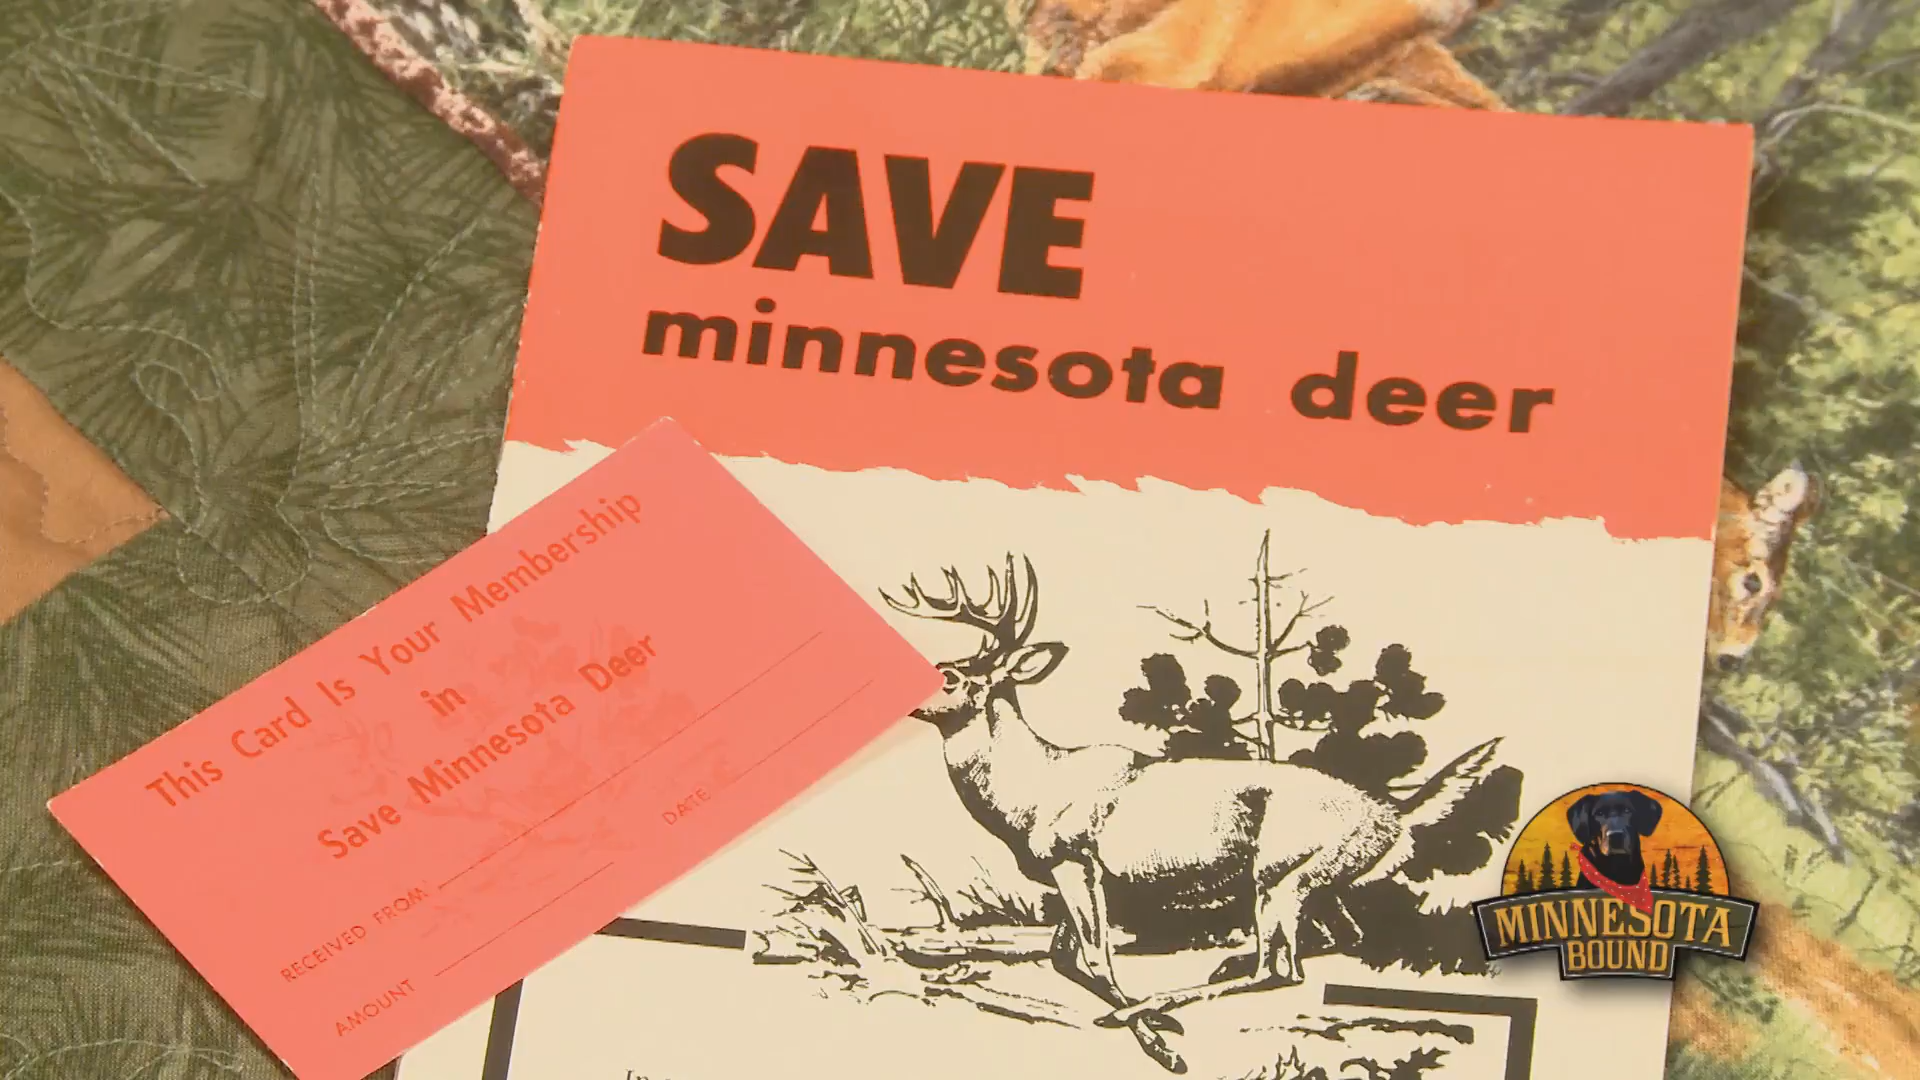 SAVE
minnesota deer
This Card Is Your Membership
in
Save Minnesota Deer
RECEIVED FROM
AMOUNT
DATE
MINNESOTA
BOUND